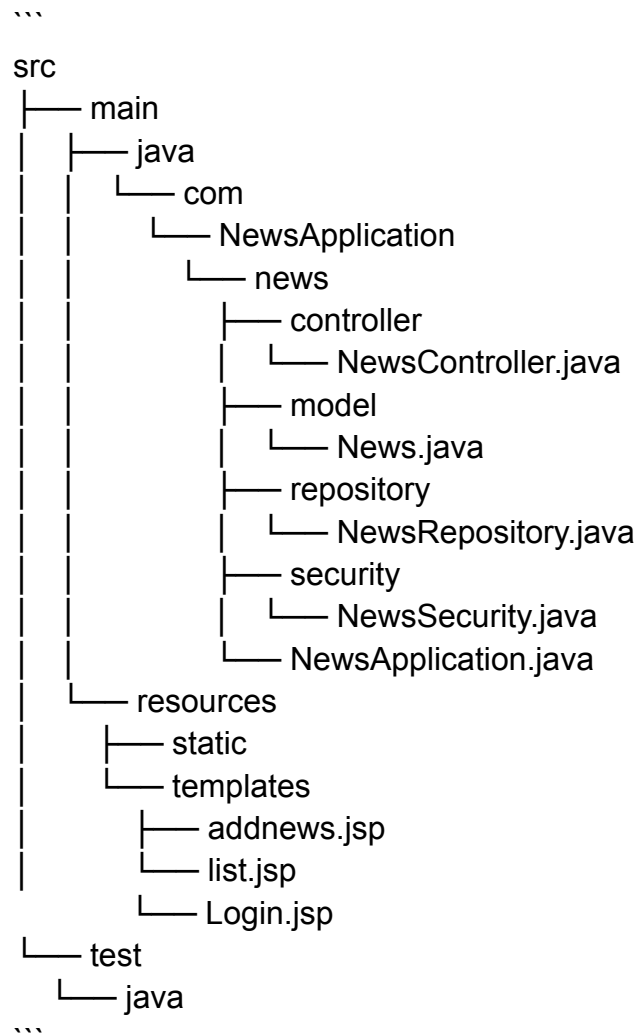 ```
src
├── main
│   ├── java
│   │   └── com
│   │       └── NewsApplication
│   │           └── news
│   │               ├── controller
│   │               │   └── NewsController.java
│   │               ├── model
│   │               │   └── News.java
│   │               ├── repository
│   │               │   └── NewsRepository.java
│   │               ├── security
│   │               │   └── NewsSecurity.java
│   │               └── NewsApplication.java
│   └── resources
│       ├── static
│       └── templates
│           ├── addnews.jsp
│           └── list.jsp
            └── Login.jsp
└── test
    └── java
```